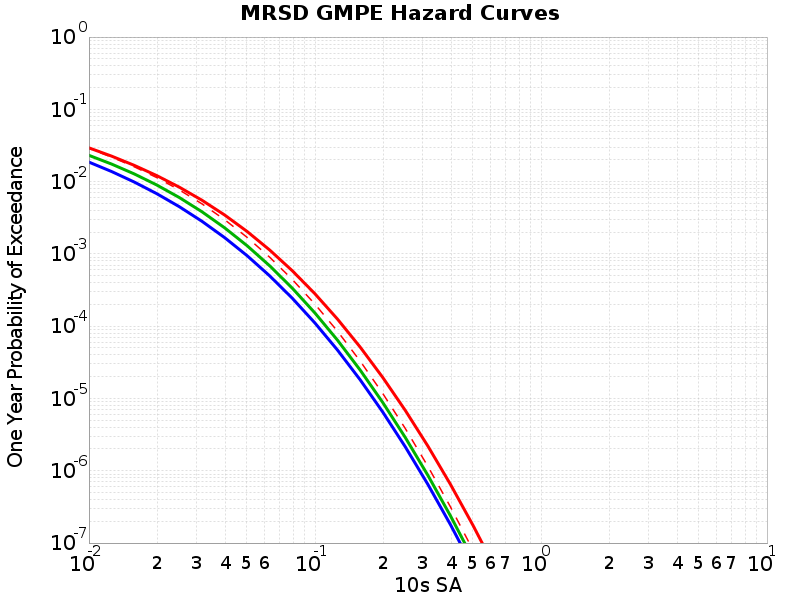 MRSD GMPE Hazard Curves
One Year Probability of Exceedance
10^0
10^-1
10^-2
10^-3
10^-4
10^-5
10^-6
10^-7
10^-2 2 3 4 5 6 10^-1 2 3 4 5 6 7 10^0 2 3 4 5 6 7 10^1
10s SA